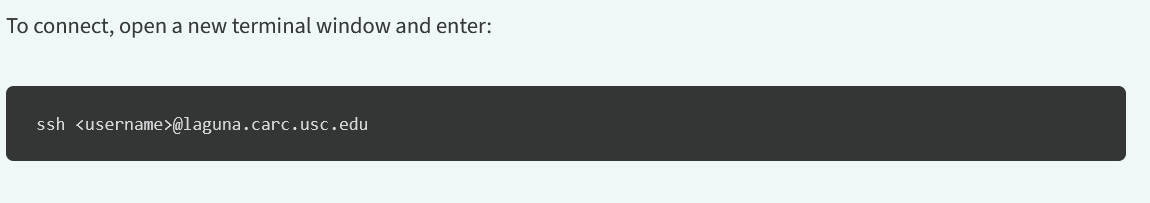 To connect, open a new terminal window and enter:
ssh <username>@laguna.carc.usc.edu